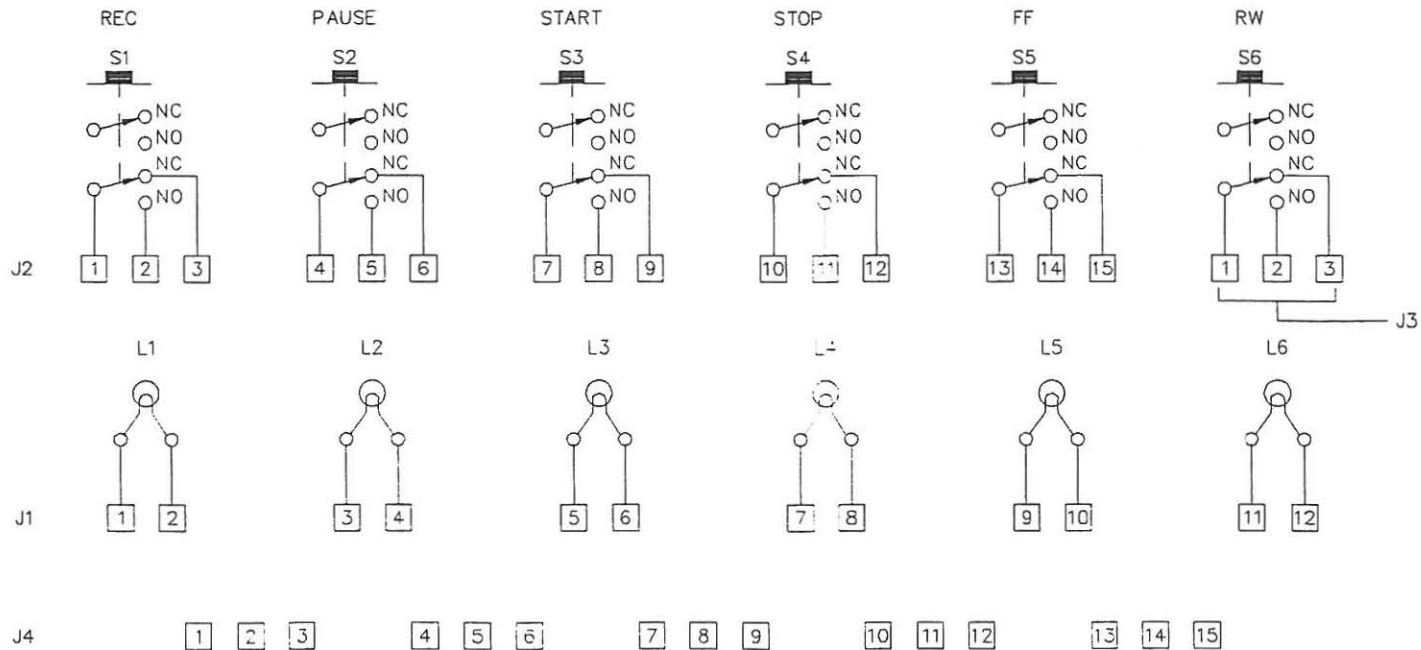 REC PAUSE START STOP FF RW
S1 S2 S3 S4 S5 S6
NC NC NC NC NC NC
NO NO NO NO NO NO
NC NC NC NC NC NC
NO NO NO NO NO NO
J2 1 2 3 4 5 6 7 8 9 10 11 12 13 14 15 1 2 3
J3
L1 L2 L3 L4 L5 L6
J1 1 2 3 4 5 6 7 8 9 10 11 12
J4 1 2 3 4 5 6 7 8 9 10 11 12 13 14 15